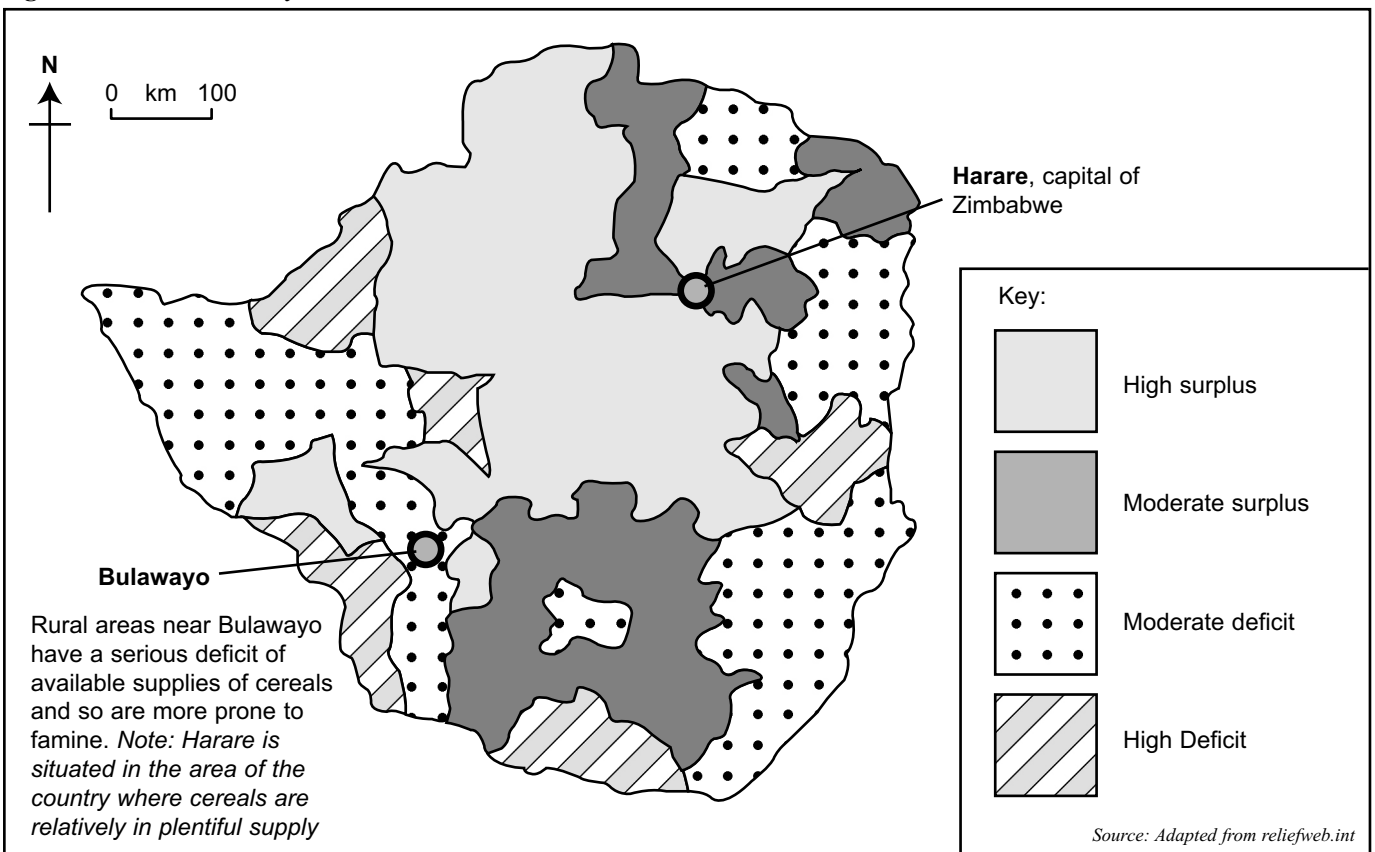 N
0 km 100
Harare, capital of
Zimbabwe
Key:
High surplus
Moderate surplus
Moderate deficit
High Deficit
Bulawayo
Rural areas near Bulawayo
have a serious deficit of
available supplies of cereals
and so are more prone to
famine. Note: Harare is
situated in the area of the
country where cereals are
relatively in plentiful supply
Source: Adapted from reliefweb.int